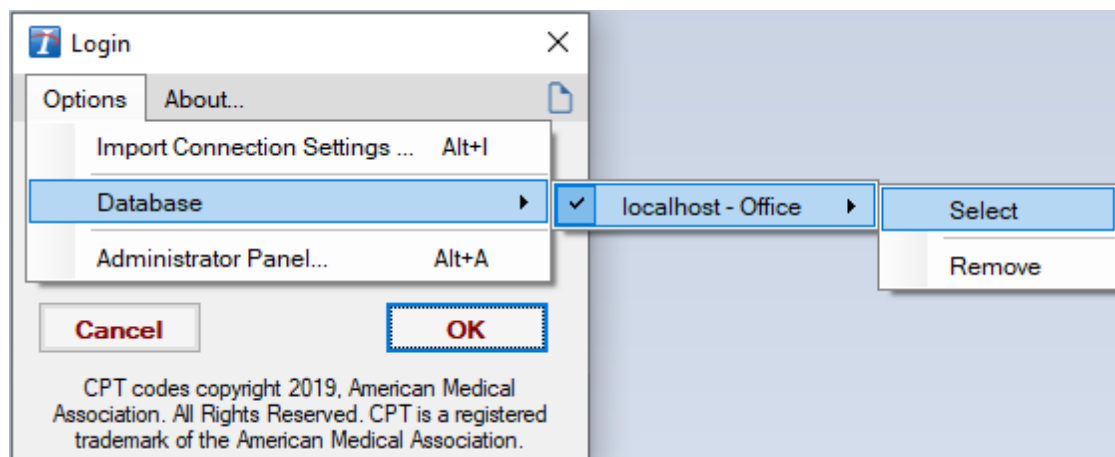 Login
Options About...
Import Connection Settings ... Alt+I
Database localhost - Office Select
Remove
Administrator Panel... Alt+A
Cancel OK
CPT codes copyright 2019, American Medical
Association. All Rights Reserved. CPT is a registered
trademark of the American Medical Association.